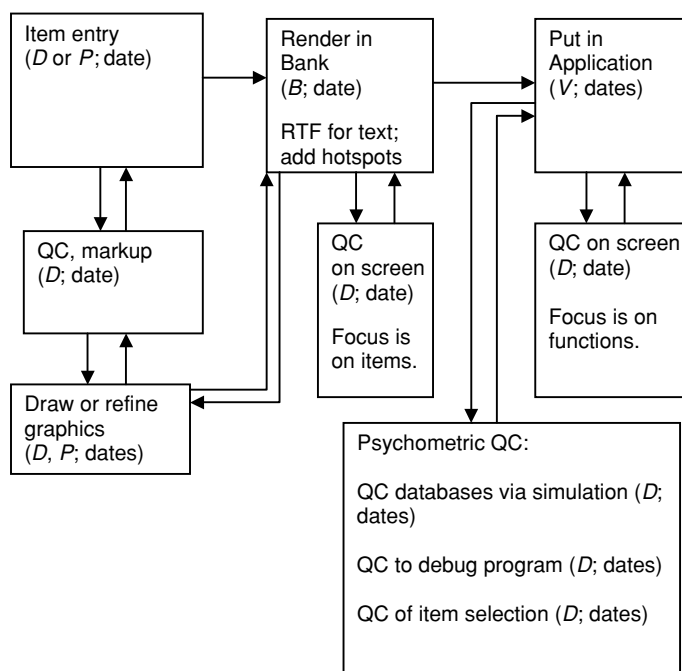 Item entry
(D or P; date)
Render in
Bank
(B; date)
RTF for text;
add hotspots
Put in
Application
(V; dates)
QC, markup
(D; date)
QC
on screen
(D; date)
Focus is
on items.
QC on screen
(D; date)
Focus is on
functions.
Draw or refine
graphics
(D, P; dates)
Psychometric QC:
QC databases via simulation (D;
dates)
QC to debug program (D; dates)
QC of item selection (D; dates)